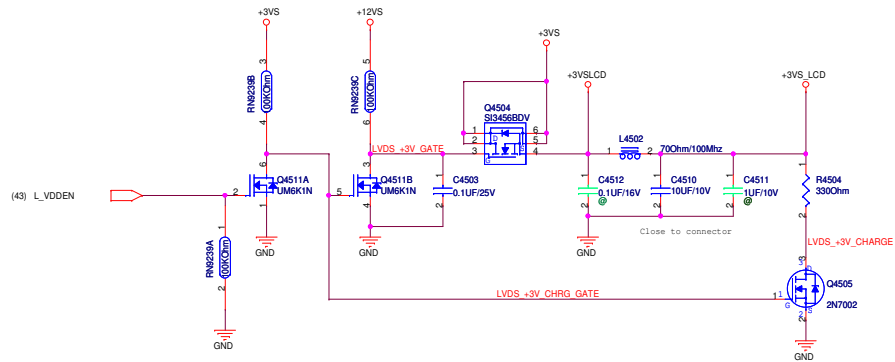 +3VS
+12VS
+3VS
+3VSLCD
+3VS_LCD
3
RN9239B
100KOhm
4
5
RN9239C
100KOhm
6
Q4504
SI3456BDV
1
2
3
6
5
4
D
S
G
LVDS_+3V_GATE
L4502
1
2
70Ohm/100Mhz
(43) L_VDDEN
2
6
Q4511A
UM6K1N
1
5
3
Q4511B
UM6K1N
4
1
C4503
0.1UF/25V
2
1
C4512
0.1UF/16V
2
@
1
C4510
10UF/10V
2
1
C4511
1UF/10V
2
@
1
R4504
330Ohm
2
Close to connector
1
RN9239A
100KOhm
2
GND
GND
GND
GND
LVDS_+3V_CHARGE
LVDS_+3V_CHRG_GATE
3
3
D
1
1
G
Q4505
2N7002
S
2
2
GND